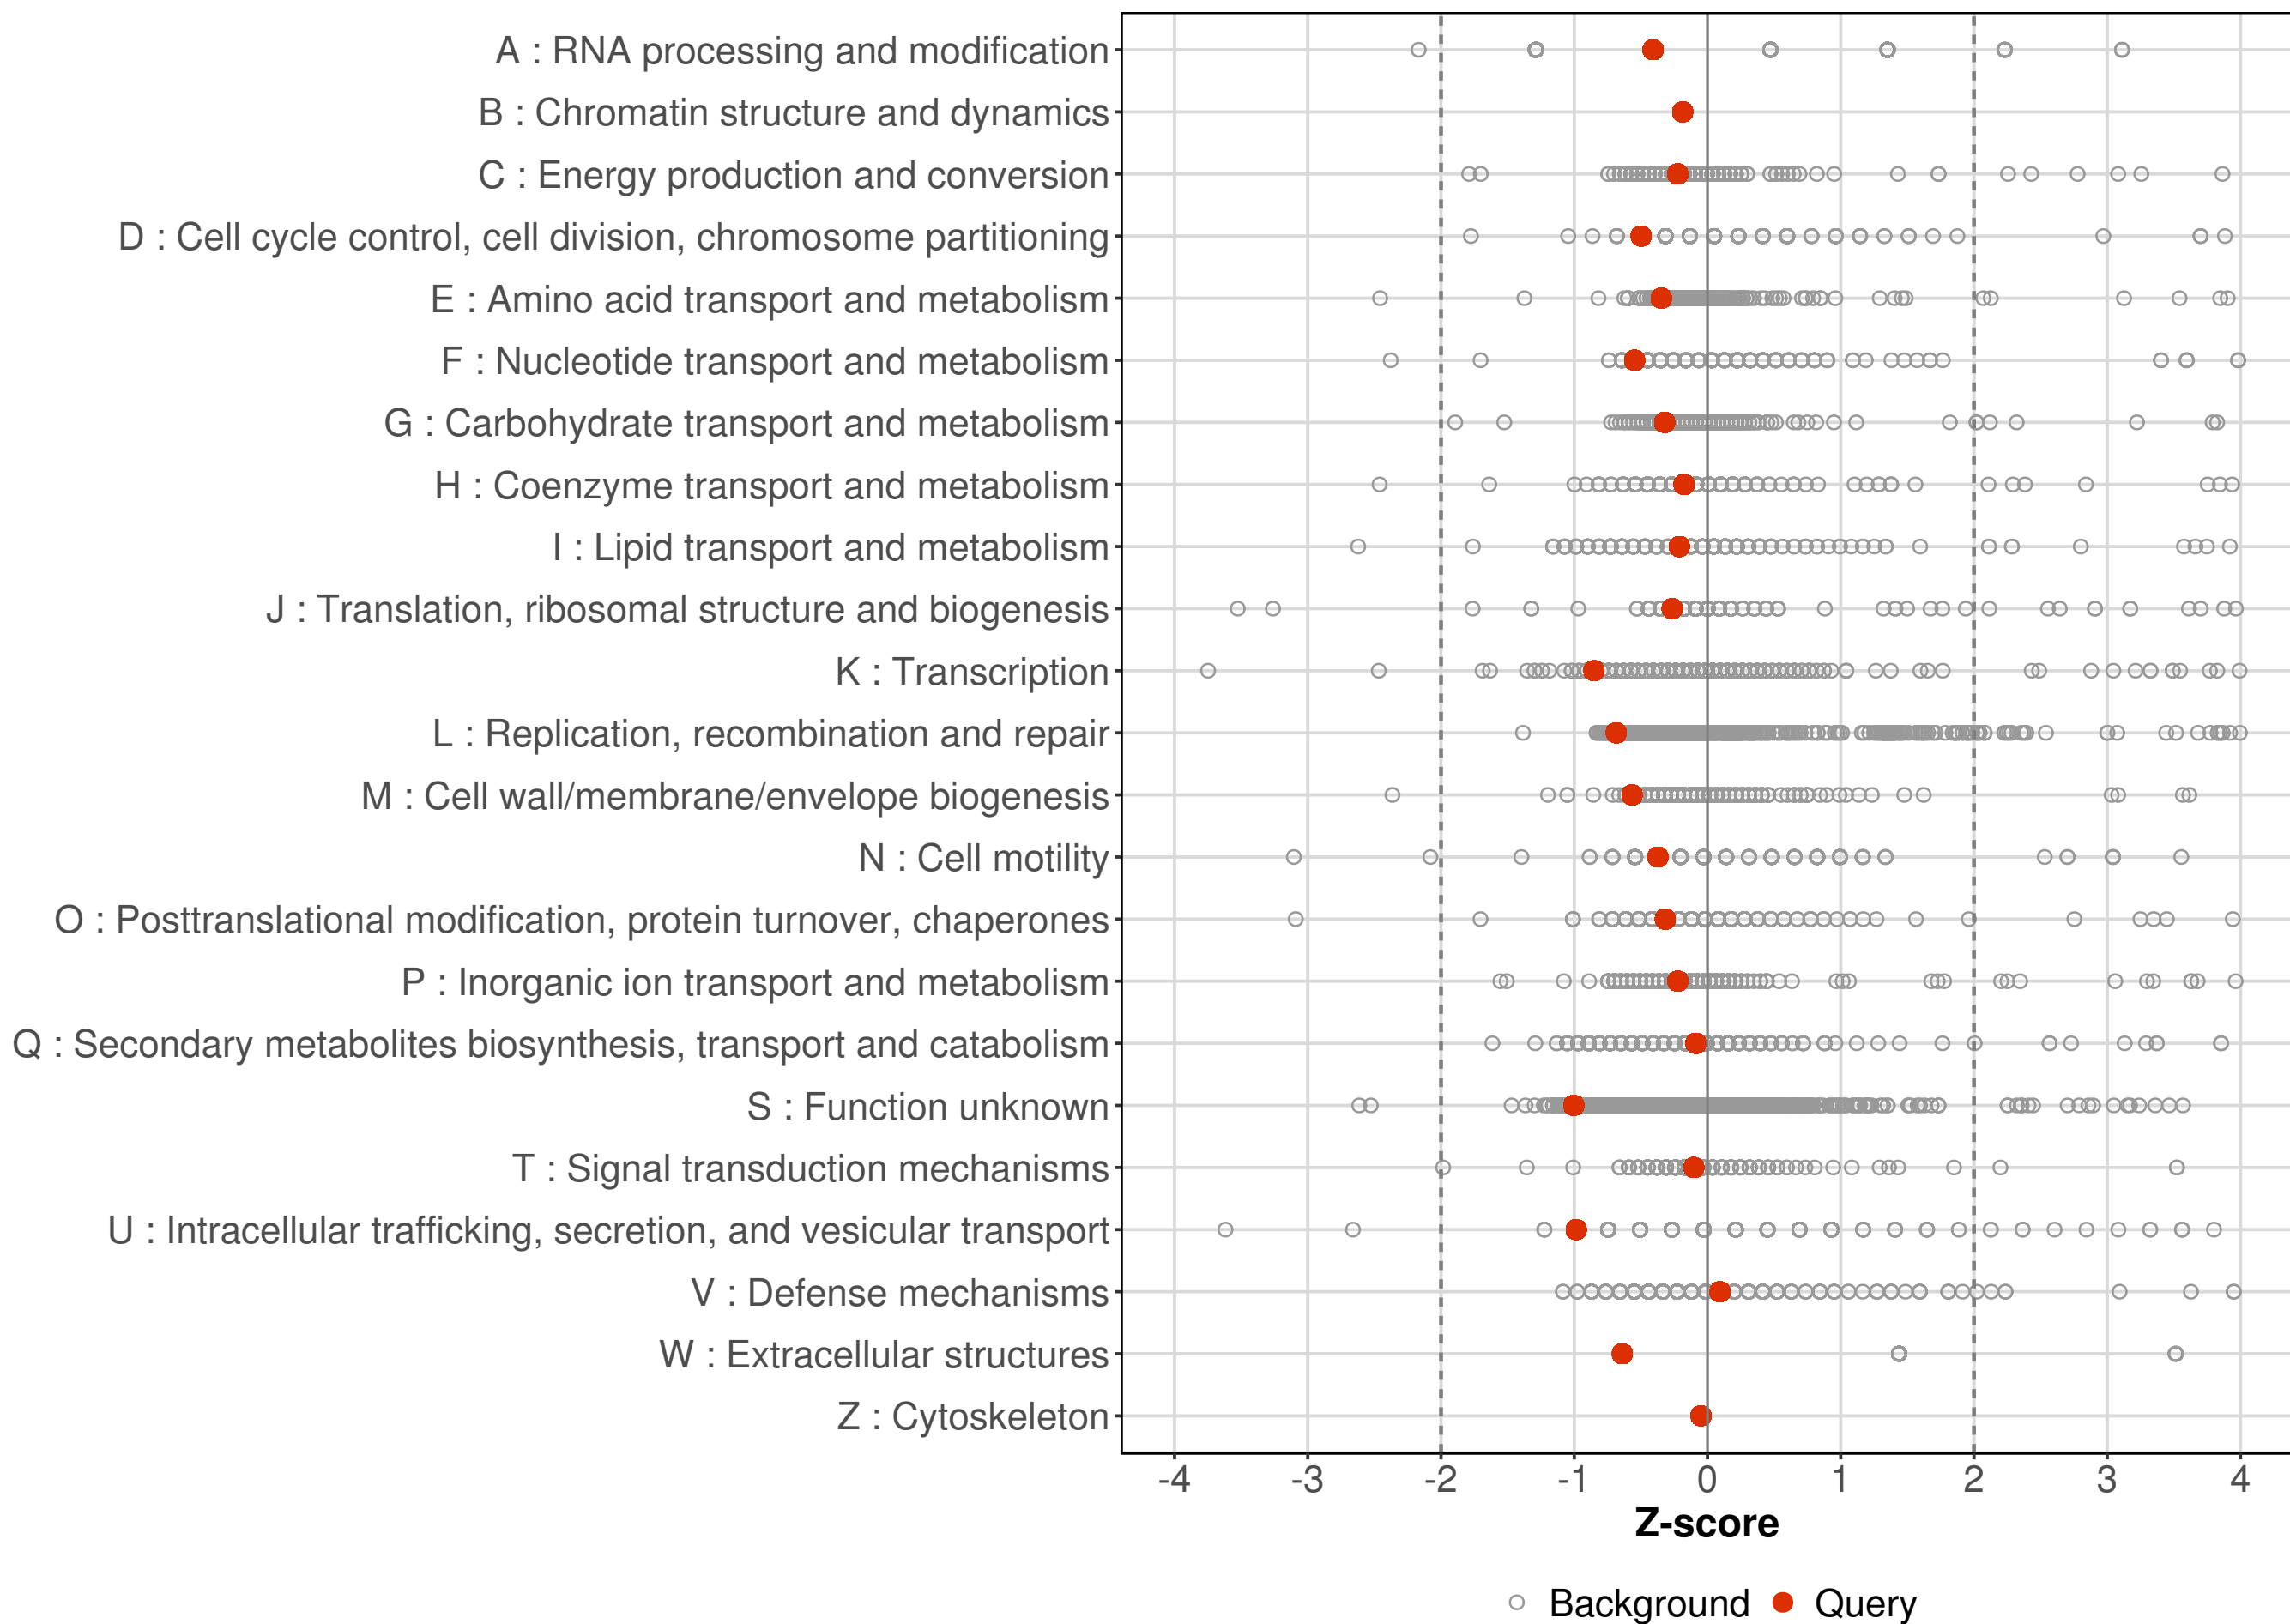 A : RNA processing and modification
B : Chromatin structure and dynamics
C : Energy production and conversion
D : Cell cycle control, cell division, chromosome partitioning
E : Amino acid transport and metabolism
F : Nucleotide transport and metabolism
G : Carbohydrate transport and metabolism
H : Coenzyme transport and metabolism
I : Lipid transport and metabolism
J : Translation, ribosomal structure and biogenesis
K : Transcription
L : Replication, recombination and repair
M : Cell wall/membrane/envelope biogenesis
N : Cell motility
O : Posttranslational modification, protein turnover, chaperones
P : Inorganic ion transport and metabolism
Q : Secondary metabolites biosynthesis, transport and catabolism
S : Function unknown
T : Signal transduction mechanisms
U : Intracellular trafficking, secretion, and vesicular transport
V : Defense mechanisms
W : Extracellular structures
Z : Cytoskeleton
-4 -3 -2 -1 0 1 2 3 4
Z-score
Background Query